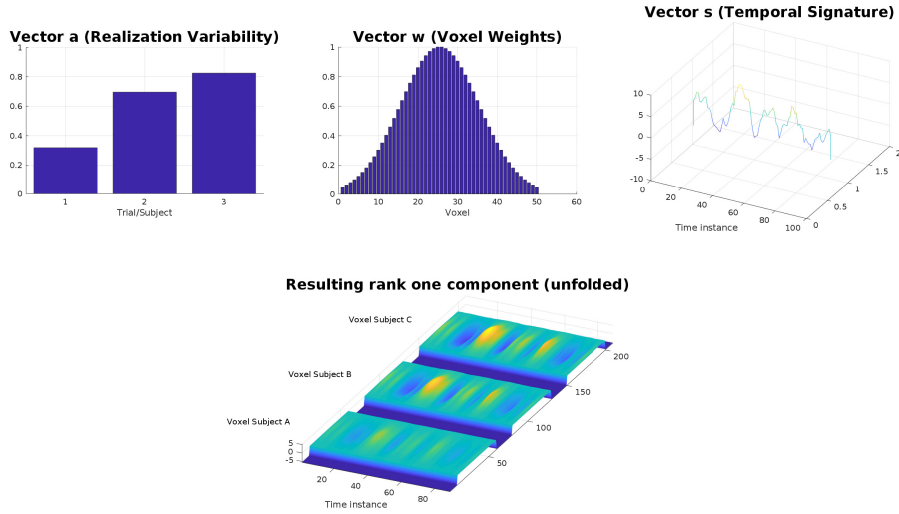 Vector a (Realization Variability)
1
0.8
0.6
0.4
0.2
0
1 2 3
Trial/Subject
Vector w (Voxel Weights)
1
0.8
0.6
0.4
0.2
0
0 10 20 30 40 50 60
Voxel
Vector s (Temporal Signature)
10
5
0
-5
-10
0 20 40 60 80 100
Time instance
0 0.5 1 1.5 2
Resulting rank one component (unfolded)
Voxel Subject C
Voxel Subject B
Voxel Subject A
5
0
-5
20 40 60 80
Time instance
50 100 150 200